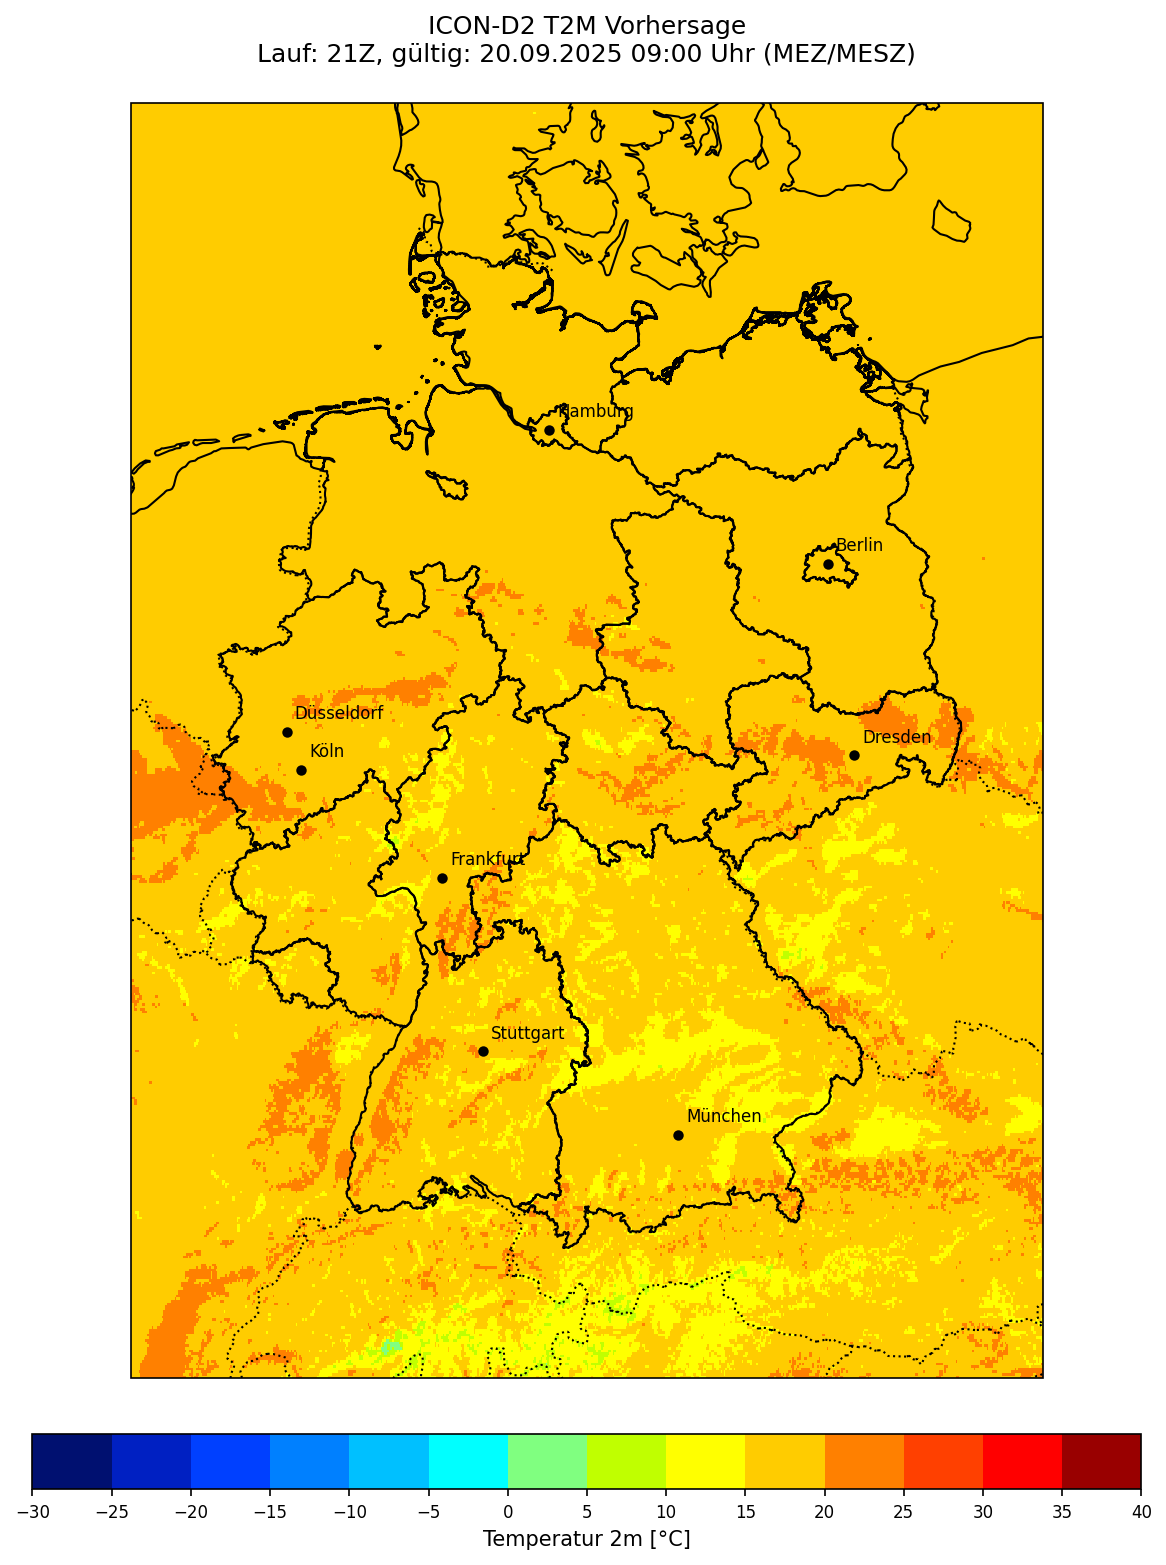 ICON-D2 T2M Vorhersage
Lauf: 21Z, gültig: 20.09.2025 09:00 Uhr (MEZ/MESZ)
Hamburg
Berlin
Düsseldorf
Dresden
Köln
Frankfurt
Stuttgart
München
−30 −25 −20 −15 −10 −5 0 5 10 15 20 25 30 35 40
Temperatur 2m [°C]